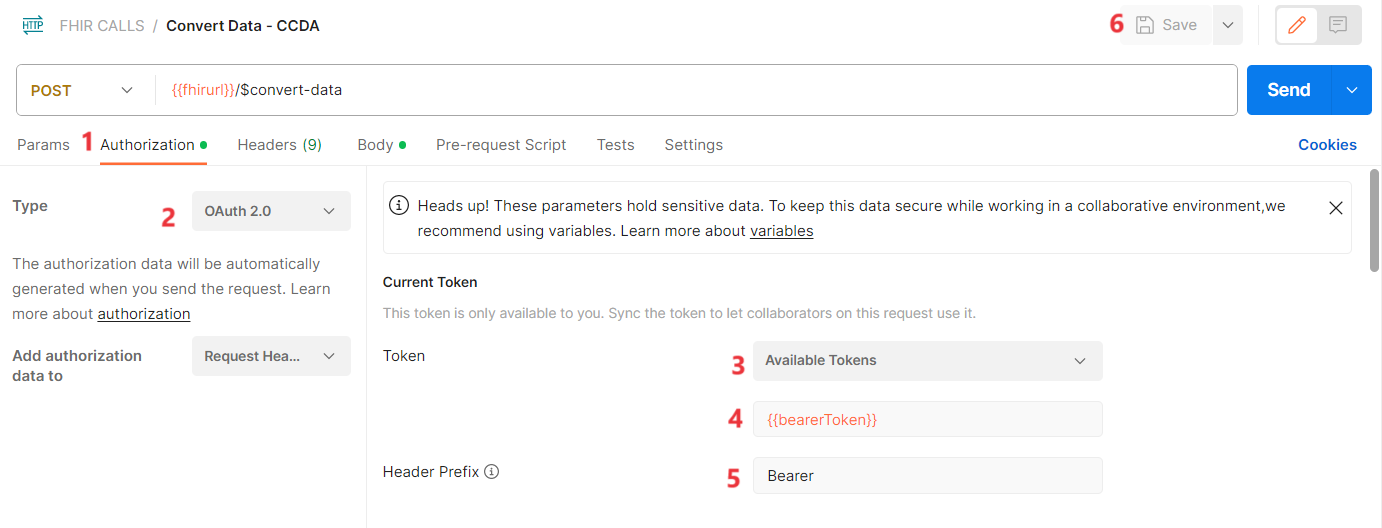 HTTP FHIR CALLS / Convert Data - CCDA 6 Save
POST {{fhirurl}}/$convert-data Send
Params 1 Authorization Headers (9) Body Pre-request Script Tests Settings Cookies
Type 2 OAuth 2.0
The authorization data will be automatically
generated when you send the request. Learn
more about authorization
Add authorization
data to
Request Hea...
Heads up! These parameters hold sensitive data. To keep this data secure while working in a collaborative environment,we
recommend using variables. Learn more about variables
Current Token
This token is only available to you. Sync the token to let collaborators on this request use it.
Token 3 Available Tokens
4 {{bearerToken}}
Header Prefix i 5 Bearer